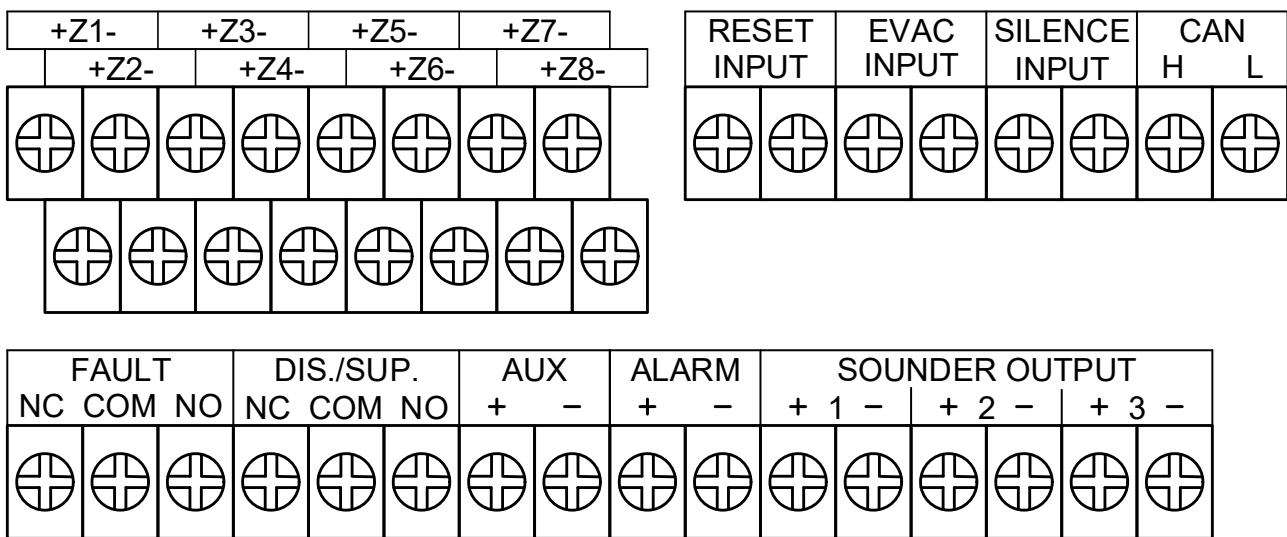 +Z1- +Z3- +Z5- +Z7-
+Z2- +Z4- +Z6- +Z8-
RESET EVAC SILENCE CAN
INPUT INPUT INPUT H L
FAULT DIS./SUP. AUX ALARM SOUNDER OUTPUT
NC COM NO NC COM NO + − + − + 1 − + 2 − + 3 −